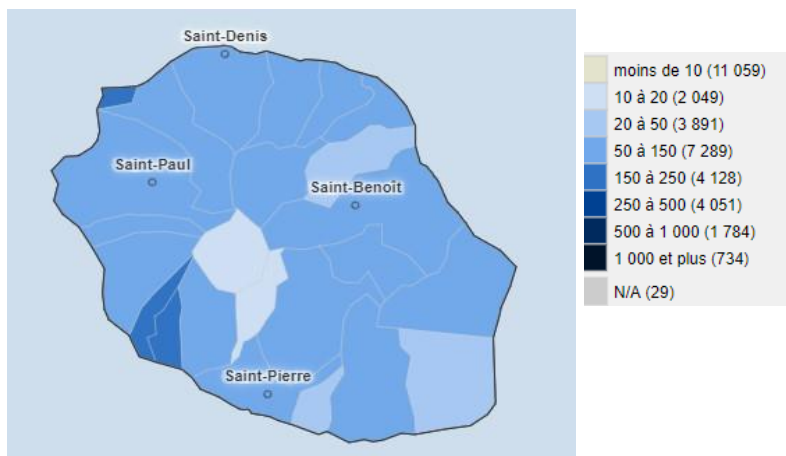 Saint-Denis
Saint-Paul
Saint-Benoît
Saint-Pierre
moins de 10 (11 059)
10 à 20 (2 049)
20 à 50 (3 891)
50 à 150 (7 289)
150 à 250 (4 128)
250 à 500 (4 051)
500 à 1 000 (1 784)
1 000 et plus (734)
N/A (29)